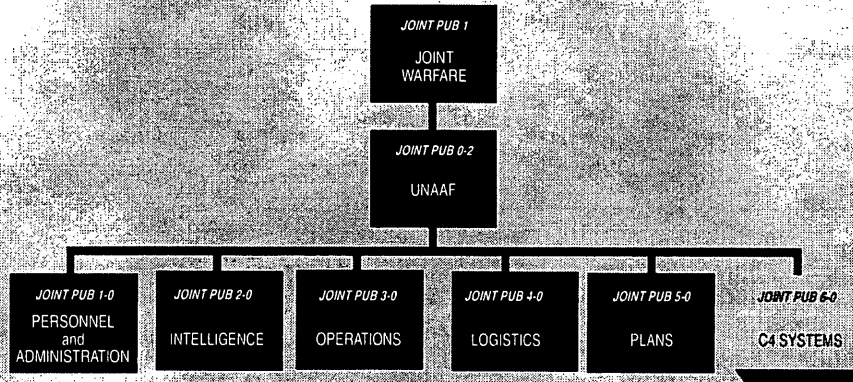 JOINT PUB 1
JOINT
WARFARE
JOINT PUB 0-2
UNAAF
JOINT PUB 1-0
PERSONNEL
and
ADMINISTRATION
JOINT PUB 2-0
INTELLIGENCE
JOINT PUB 3-0
OPERATIONS
JOINT PUB 4-0
LOGISTICS
JOINT PUB 5-0
PLANS
JOINT PUB 6-0
C4 SYSTEMS